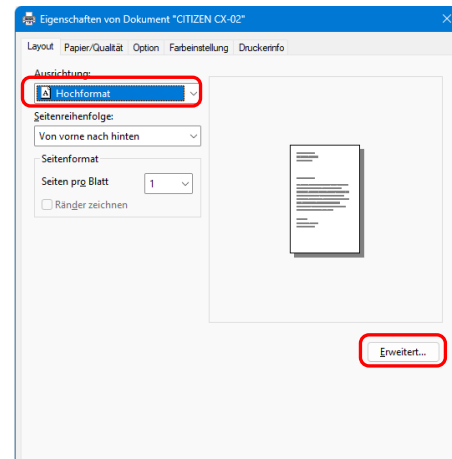 Eigenschaften von Dokument "CITIZEN CX-02"
Layout Papier/Qualität Option Farbeinstellung Druckerinfo
Ausrichtung:
A Hochformat
Seitenreihenfolge:
Von vorne nach hinten
Seitenformat
Seiten pro Blatt 1
Ränder zeichnen
Erweitert...